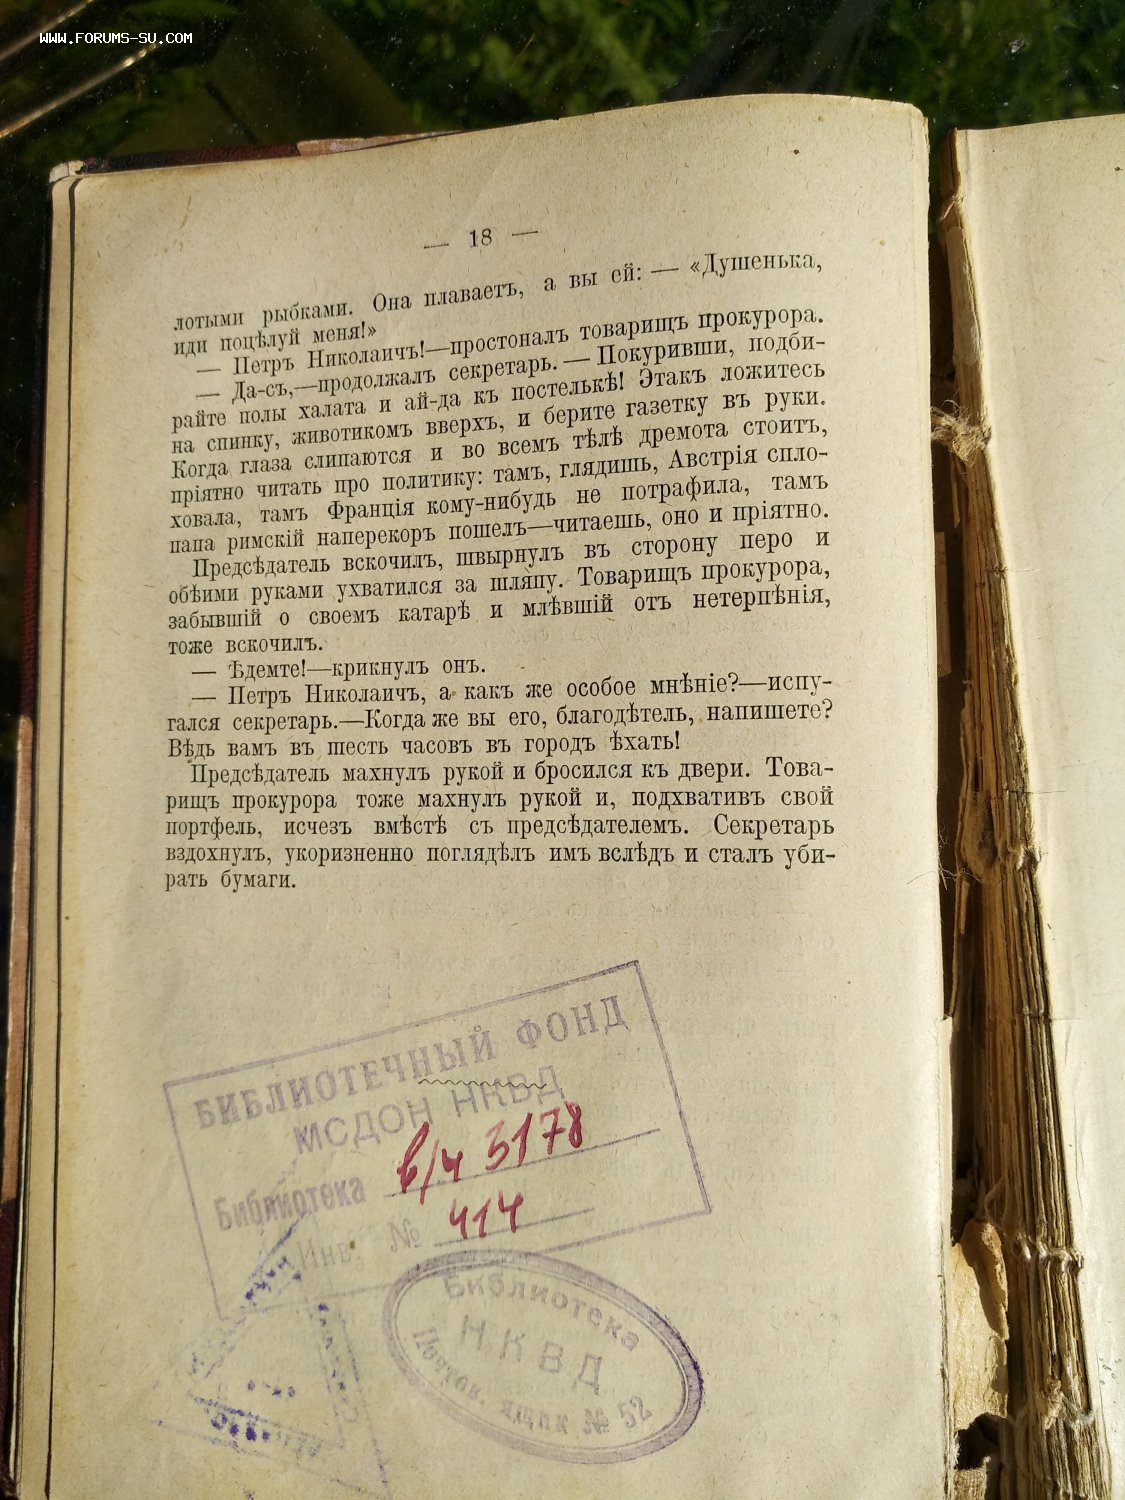 WWW.FORUMS-SU.COM
— 18 —
лотыми рыбками. Она плаваетъ, а вы ей: — «Душенька,
иди поцѣлуй меня!»
— Петръ Николаичъ!—простоналъ товарищъ прокурора.
— Да-съ,—продолжалъ секретарь. — Покуривши, подби-
райте полы халата и ай-да къ постелькѣ! Этакъ ложитесь
на спинку, животикомъ вверхъ, и берите газетку въ руки.
Когда глаза слипаются и во всемъ тѣлѣ дремота стоитъ,
пріятно читать про политику: тамъ, глядишь, Австрія спло-
ховала, тамъ Франція кому-нибудь не потрафила, тамъ
папа римскій наперекоръ пошелъ—читаешь, оно и пріятно.
Предсѣдатель вскочилъ, швырнулъ въ сторону перо и
обѣими руками ухватился за шляпу. Товарищъ прокурора,
забывшій о своемъ катарѣ и млѣвшій отъ нетерпѣнія,
тоже вскочилъ.
— Ѣдемте!—крикнулъ онъ.
— Петръ Николаичъ, а какъ же особое мнѣніе?—испу-
гался секретарь.—Когда же вы его, благодѣтель, напишете?
Вѣдь вамъ въ шесть часовъ въ городъ ѣхать!
Предсѣдатель махнулъ рукой и бросился къ двери. Това-
рищъ прокурора тоже махнулъ рукой и, подхвативъ свой
портфель, исчезъ вмѣстѣ съ предсѣдателемъ. Секретарь
вздохнулъ, укоризненно поглядѣлъ имъ вслѣдъ и сталъ уби-
рать бумаги.
БИБЛИОТЕЧНЫЙ ФОНД
МСДОН НКВД
Библиотека в/ч 3178
Инв. № 414
Библиотека
НКВД
Почтов. ящик № 52